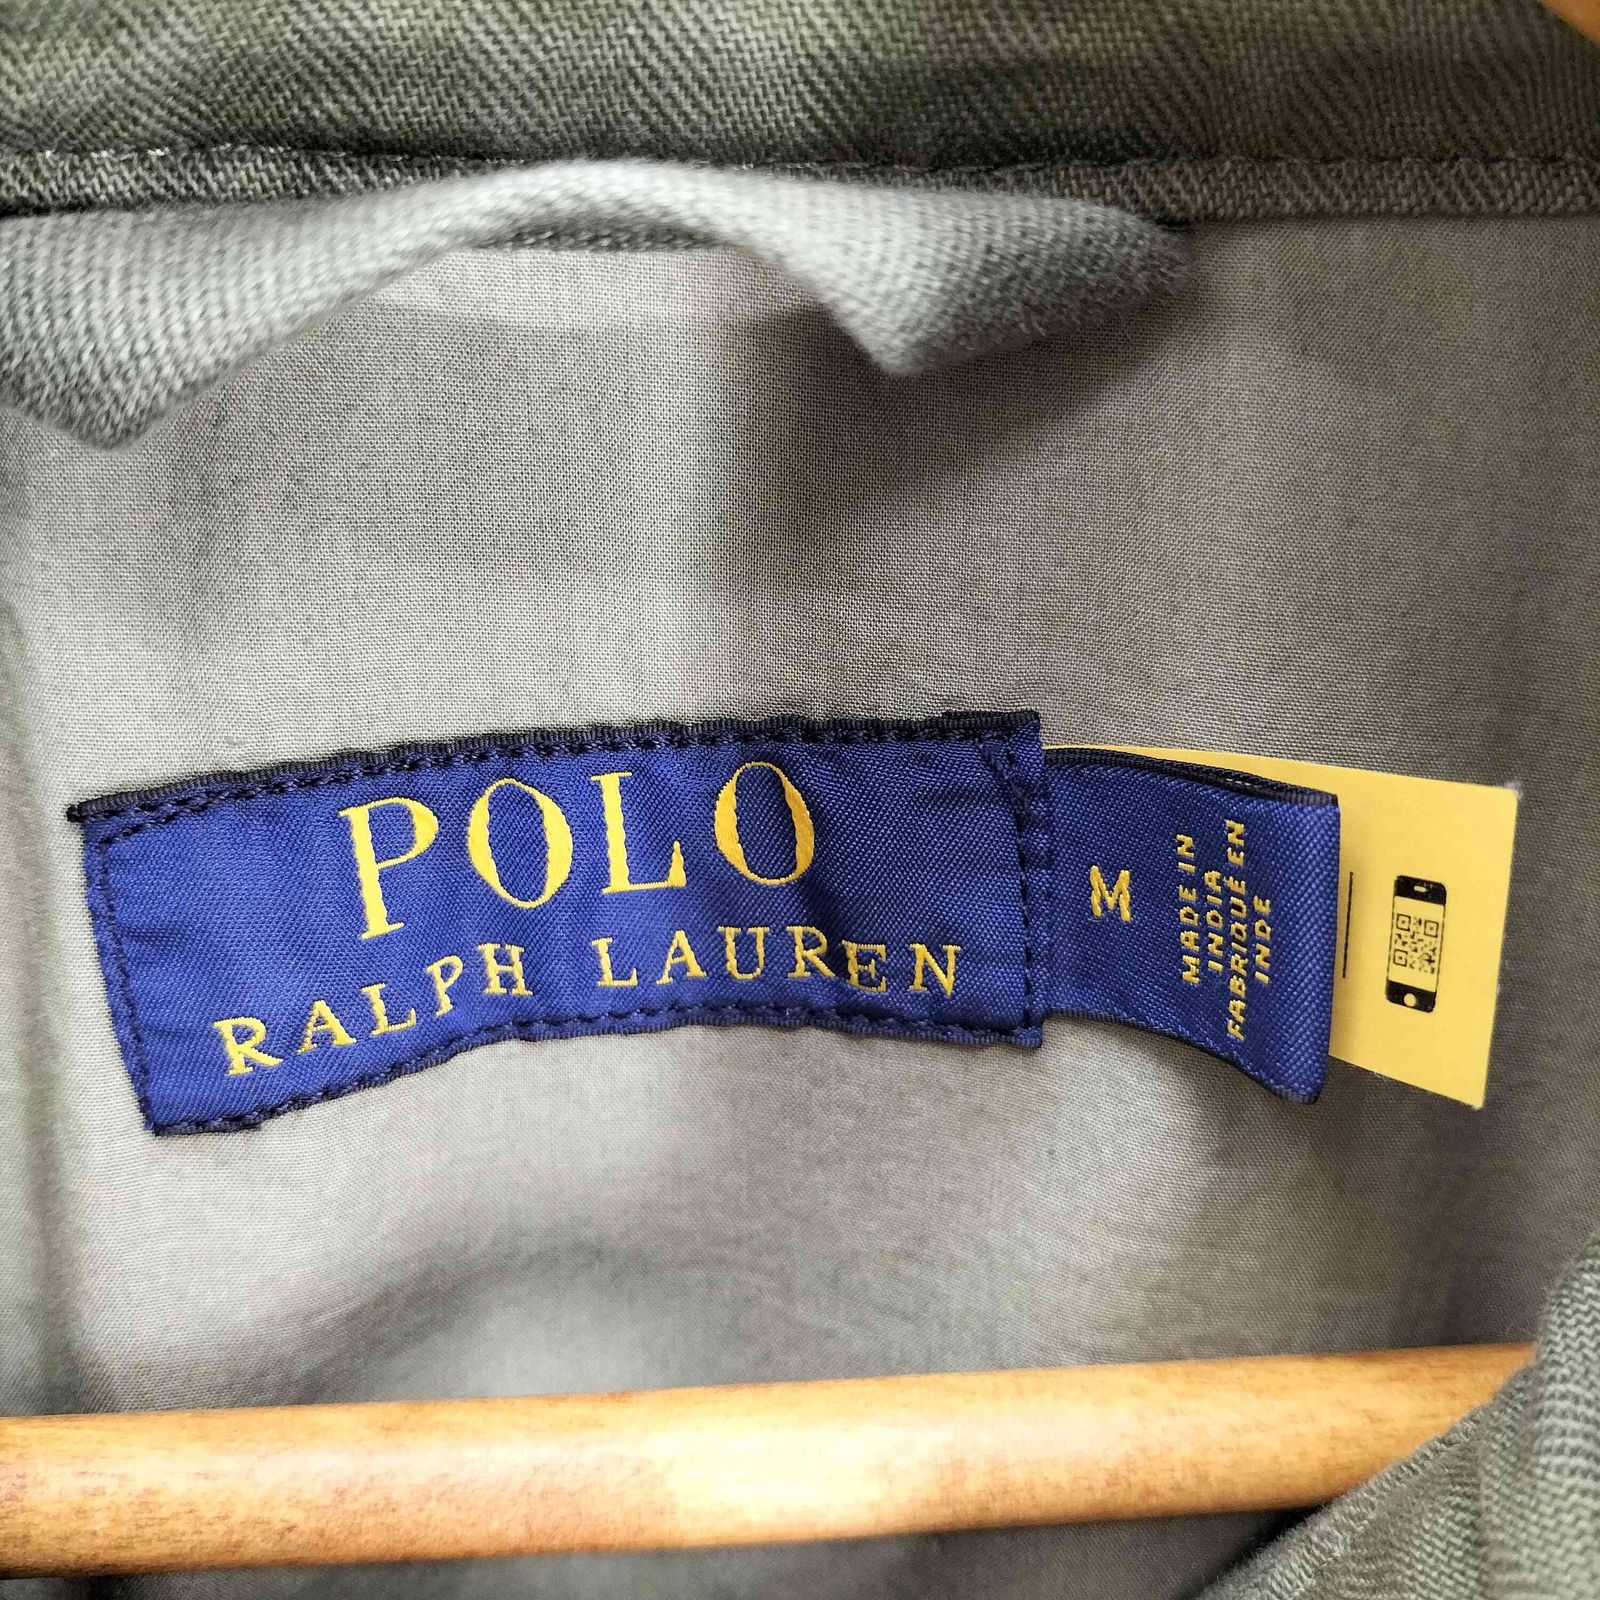 POLO
RALPH LAUREN
M
MADE IN
INDIA
FABRIQUÉ EN
INDE